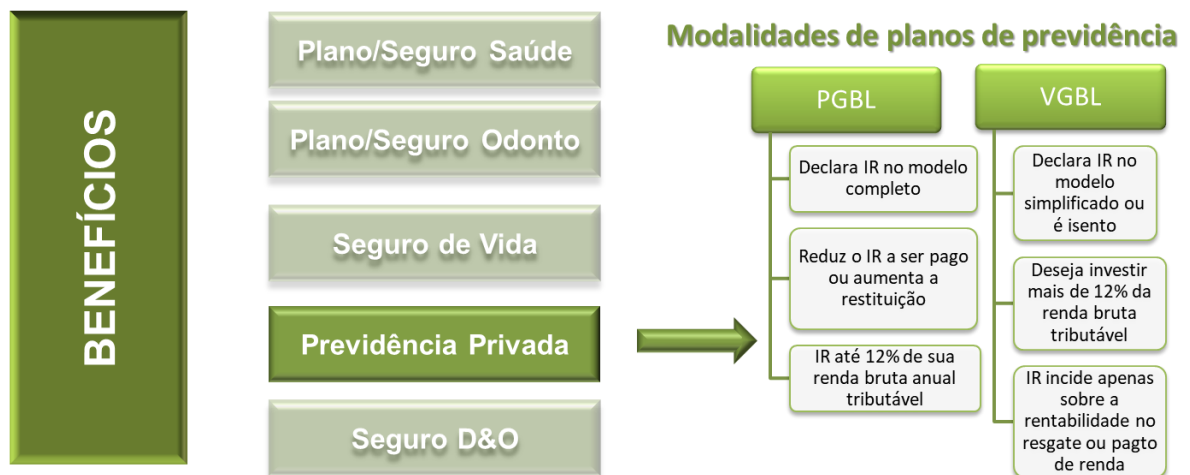 BENEFÍCIOS
Plano/Seguro Saúde
Plano/Seguro Odonto
Seguro de Vida
Previdência Privada
Seguro D&O
Modalidades de planos de previdência
PGBL
Declara IR no modelo
completo
Reduz o IR a ser pago
ou aumenta a
restituição
IR até 12% de sua
renda bruta anual
tributável
VGBL
Declara IR no
modelo
simplificado ou
é isento
Deseja investir
mais de 12% da
renda bruta
tributável
IR incide apenas
sobre a
rentabilidade no
resgate ou pagto
de renda